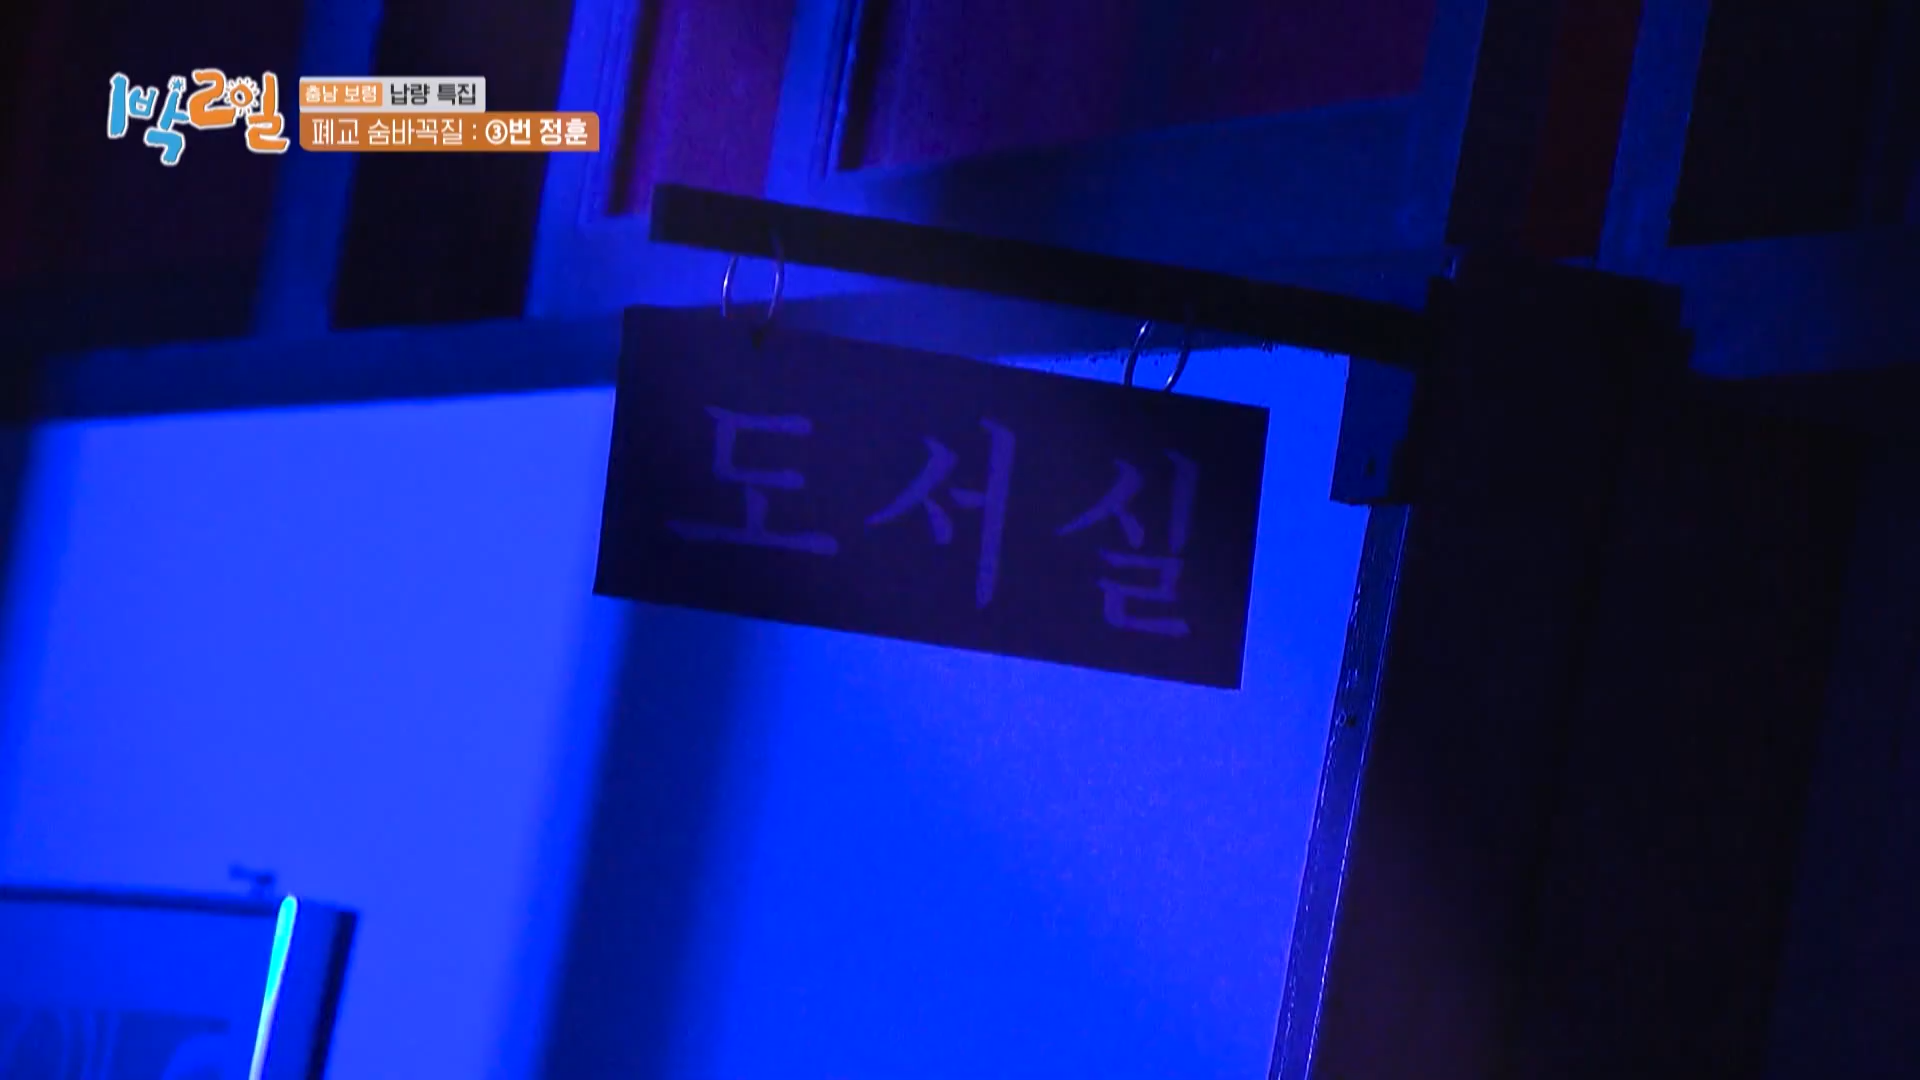 1박2일
충남 보령 납량 특집
폐교 숨바꼭질 : ③번 정훈
도서실